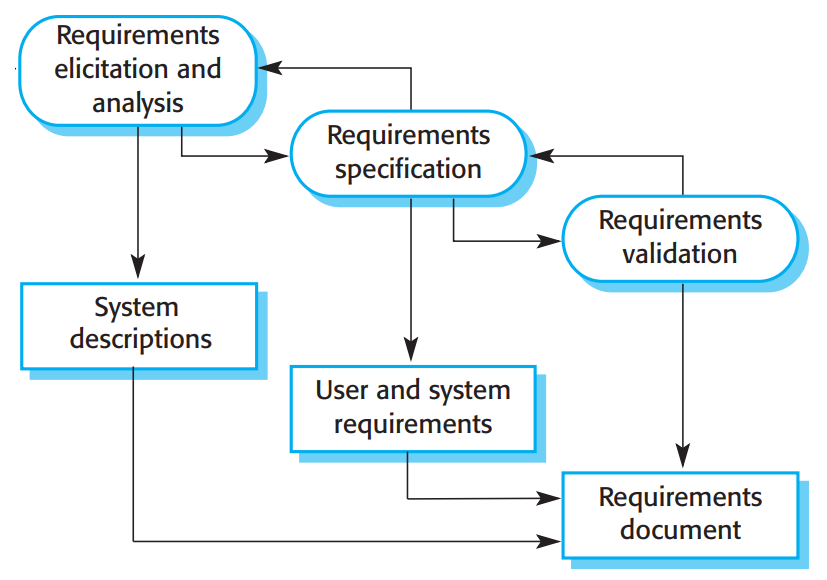 Requirements
elicitation and
analysis
Requirements
specification
Requirements
validation
System
descriptions
User and system
requirements
Requirements
document